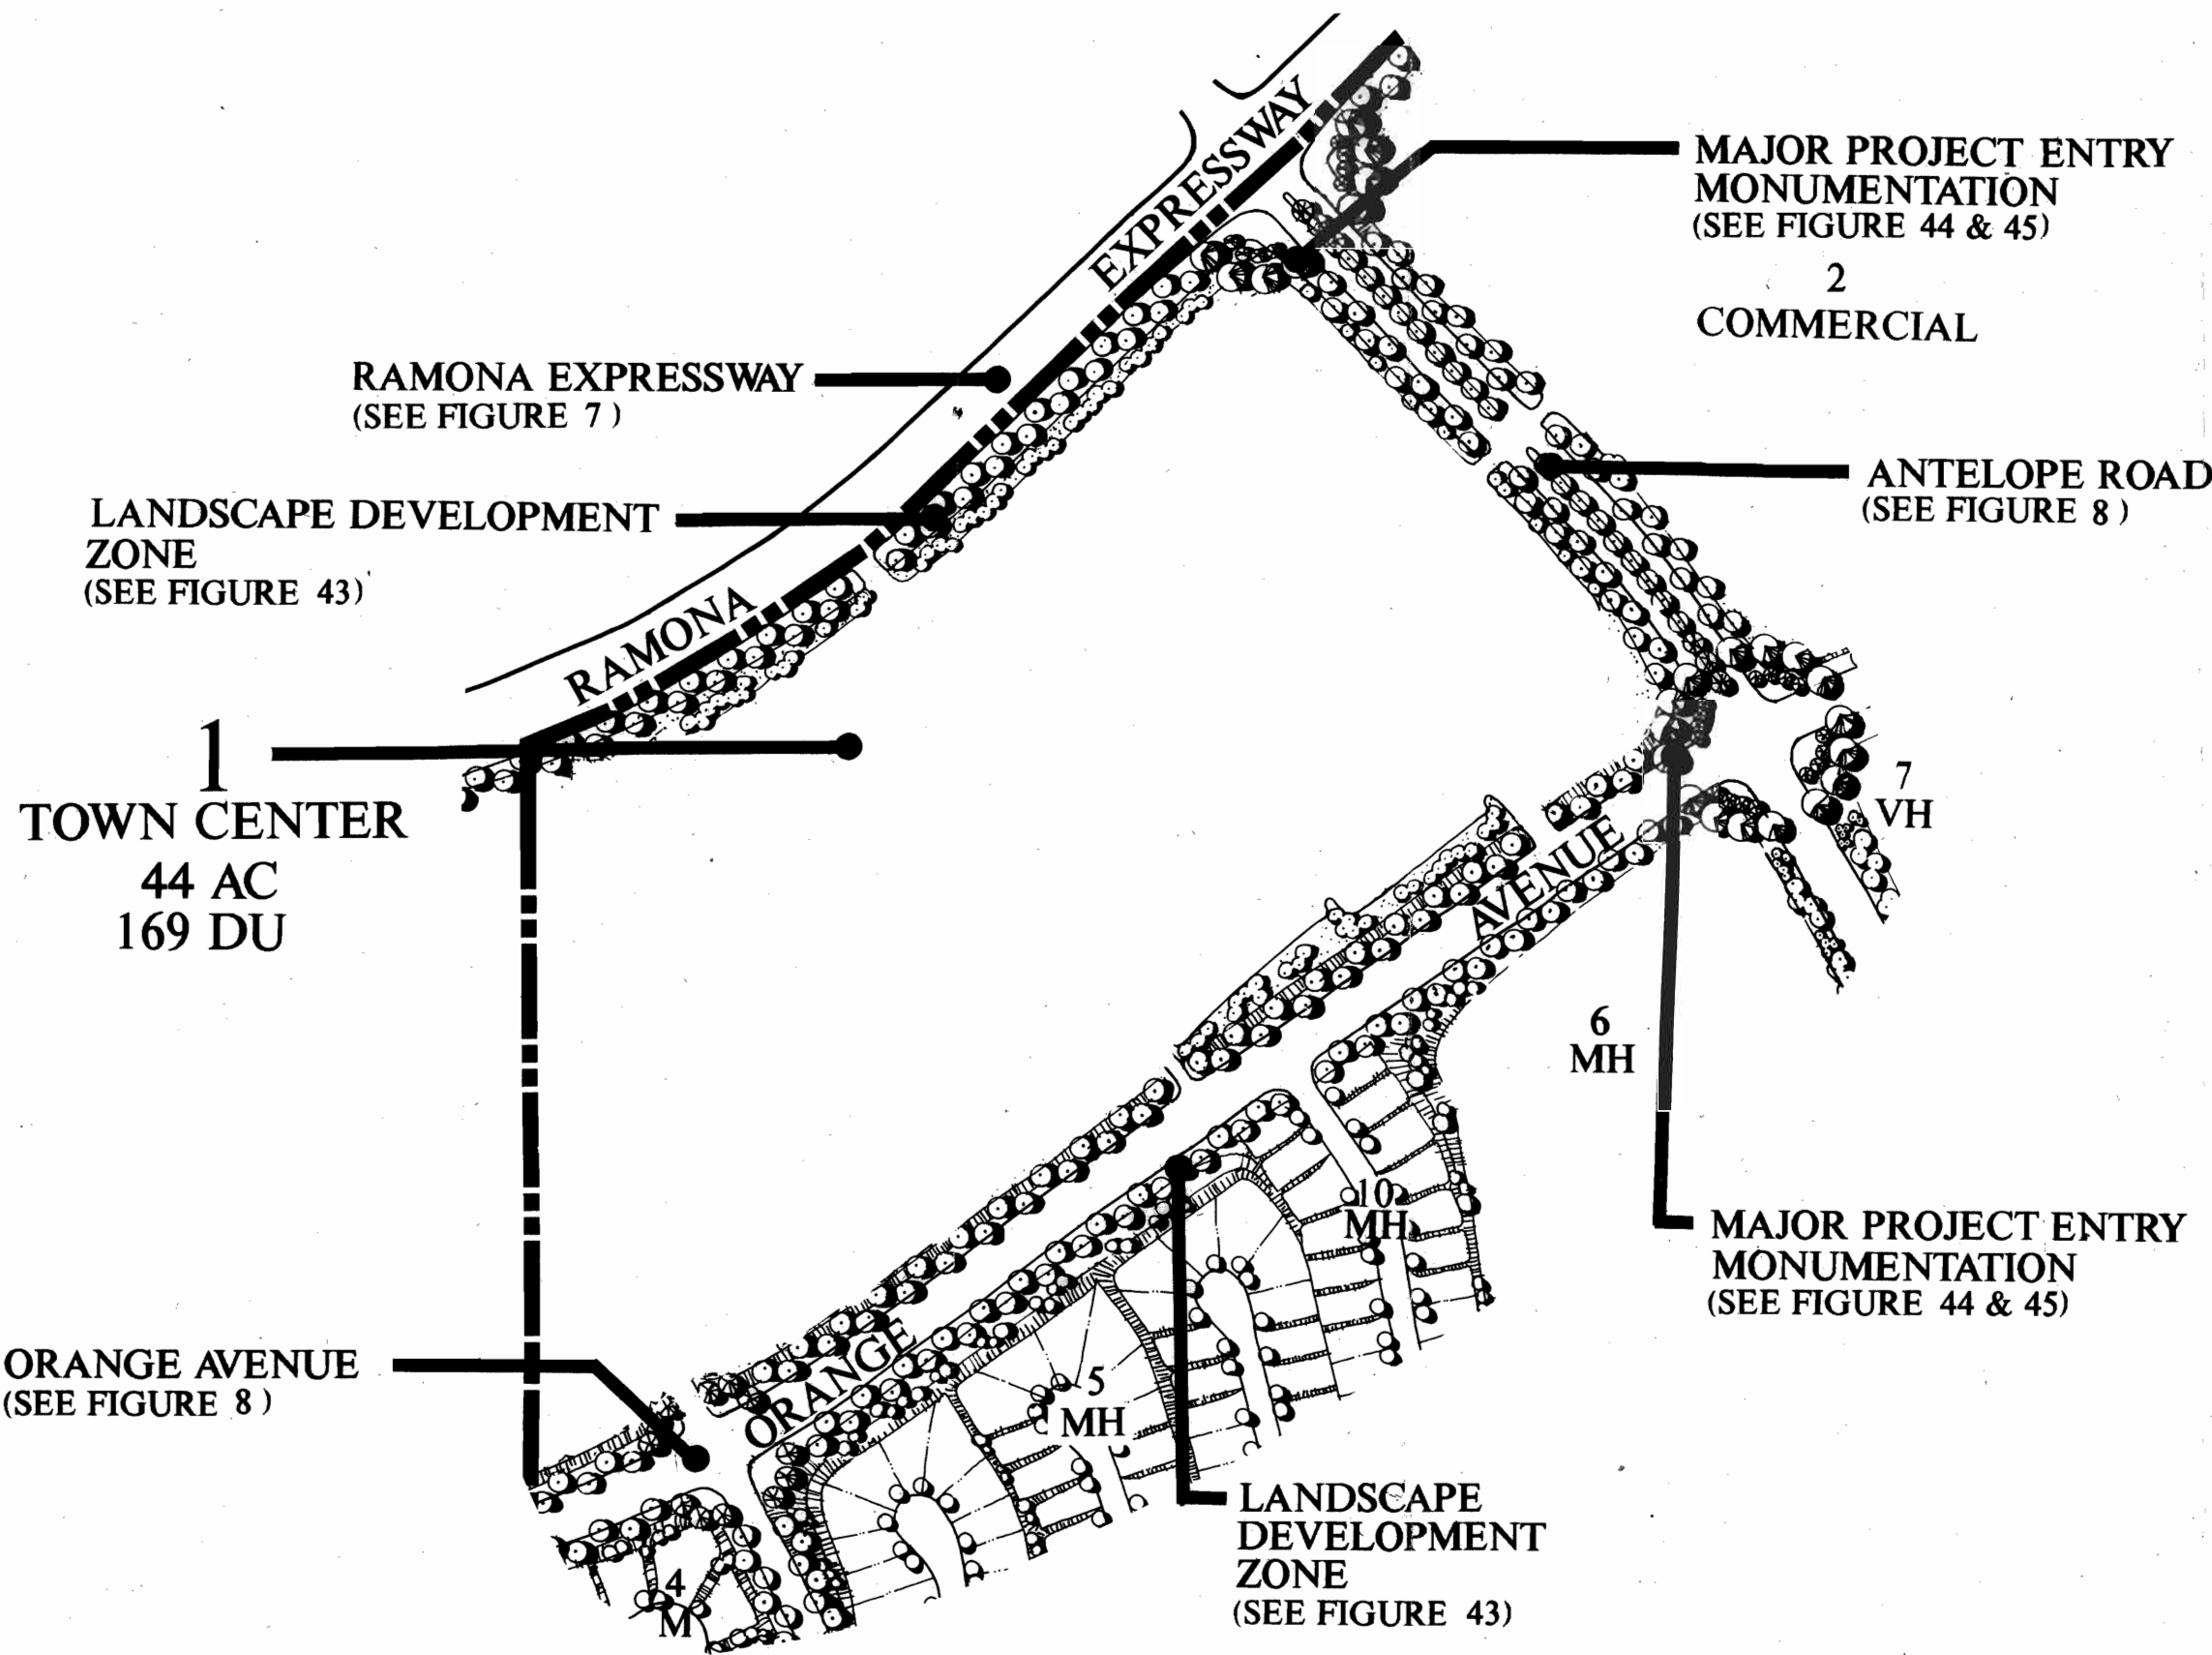 EXPRESSWAY
MAJOR PROJECT ENTRY
MONUMENTATION
(SEE FIGURE 44 & 45)
2
COMMERCIAL
RAMONA EXPRESSWAY
(SEE FIGURE 7 )
ANTELOPE ROAD
(SEE FIGURE 8 )
LANDSCAPE DEVELOPMENT
ZONE
(SEE FIGURE 43)
RAMONA
1
TOWN CENTER
44 AC
169 DU
7
VH
AVENUE
6
MH
10
MH
MAJOR PROJECT ENTRY
MONUMENTATION
(SEE FIGURE 44 & 45)
ORANGE AVENUE
(SEE FIGURE 8 )
ORANGE
5
MH
LANDSCAPE
DEVELOPMENT
ZONE
(SEE FIGURE 43)
4
M